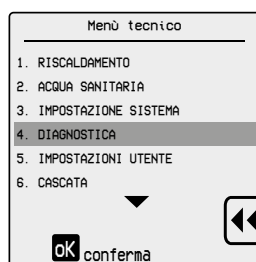 Menù tecnico
1. RISCALDAMENTO
2. ACQUA SANITARIA
3. IMPOSTAZIONE SISTEMA
4. DIAGNOSTICA
5. IMPOSTAZIONI UTENTE
6. CASCATA
oK conferma